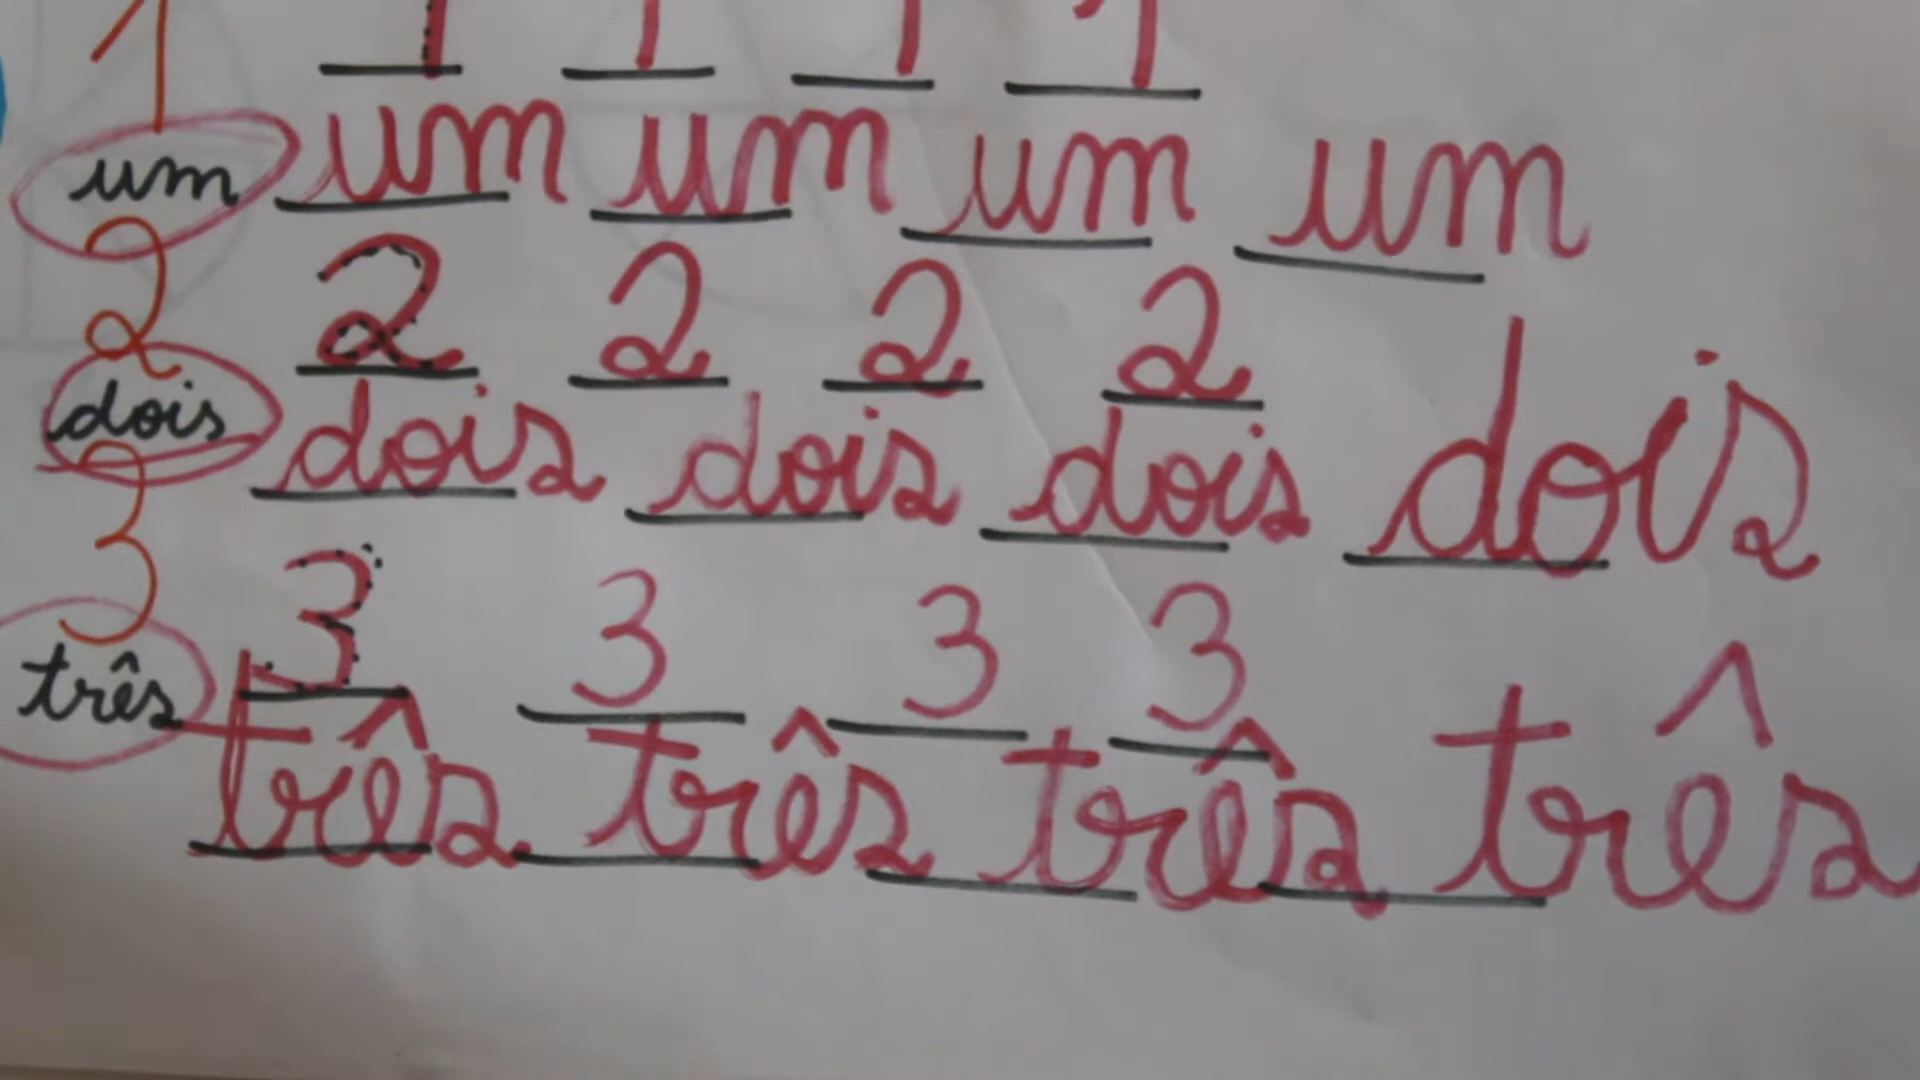 1 1 1 1 1
um um um um um
2 2 2 2 2
dois dois dois dois dois
3 3 3 3 3
três três três três três